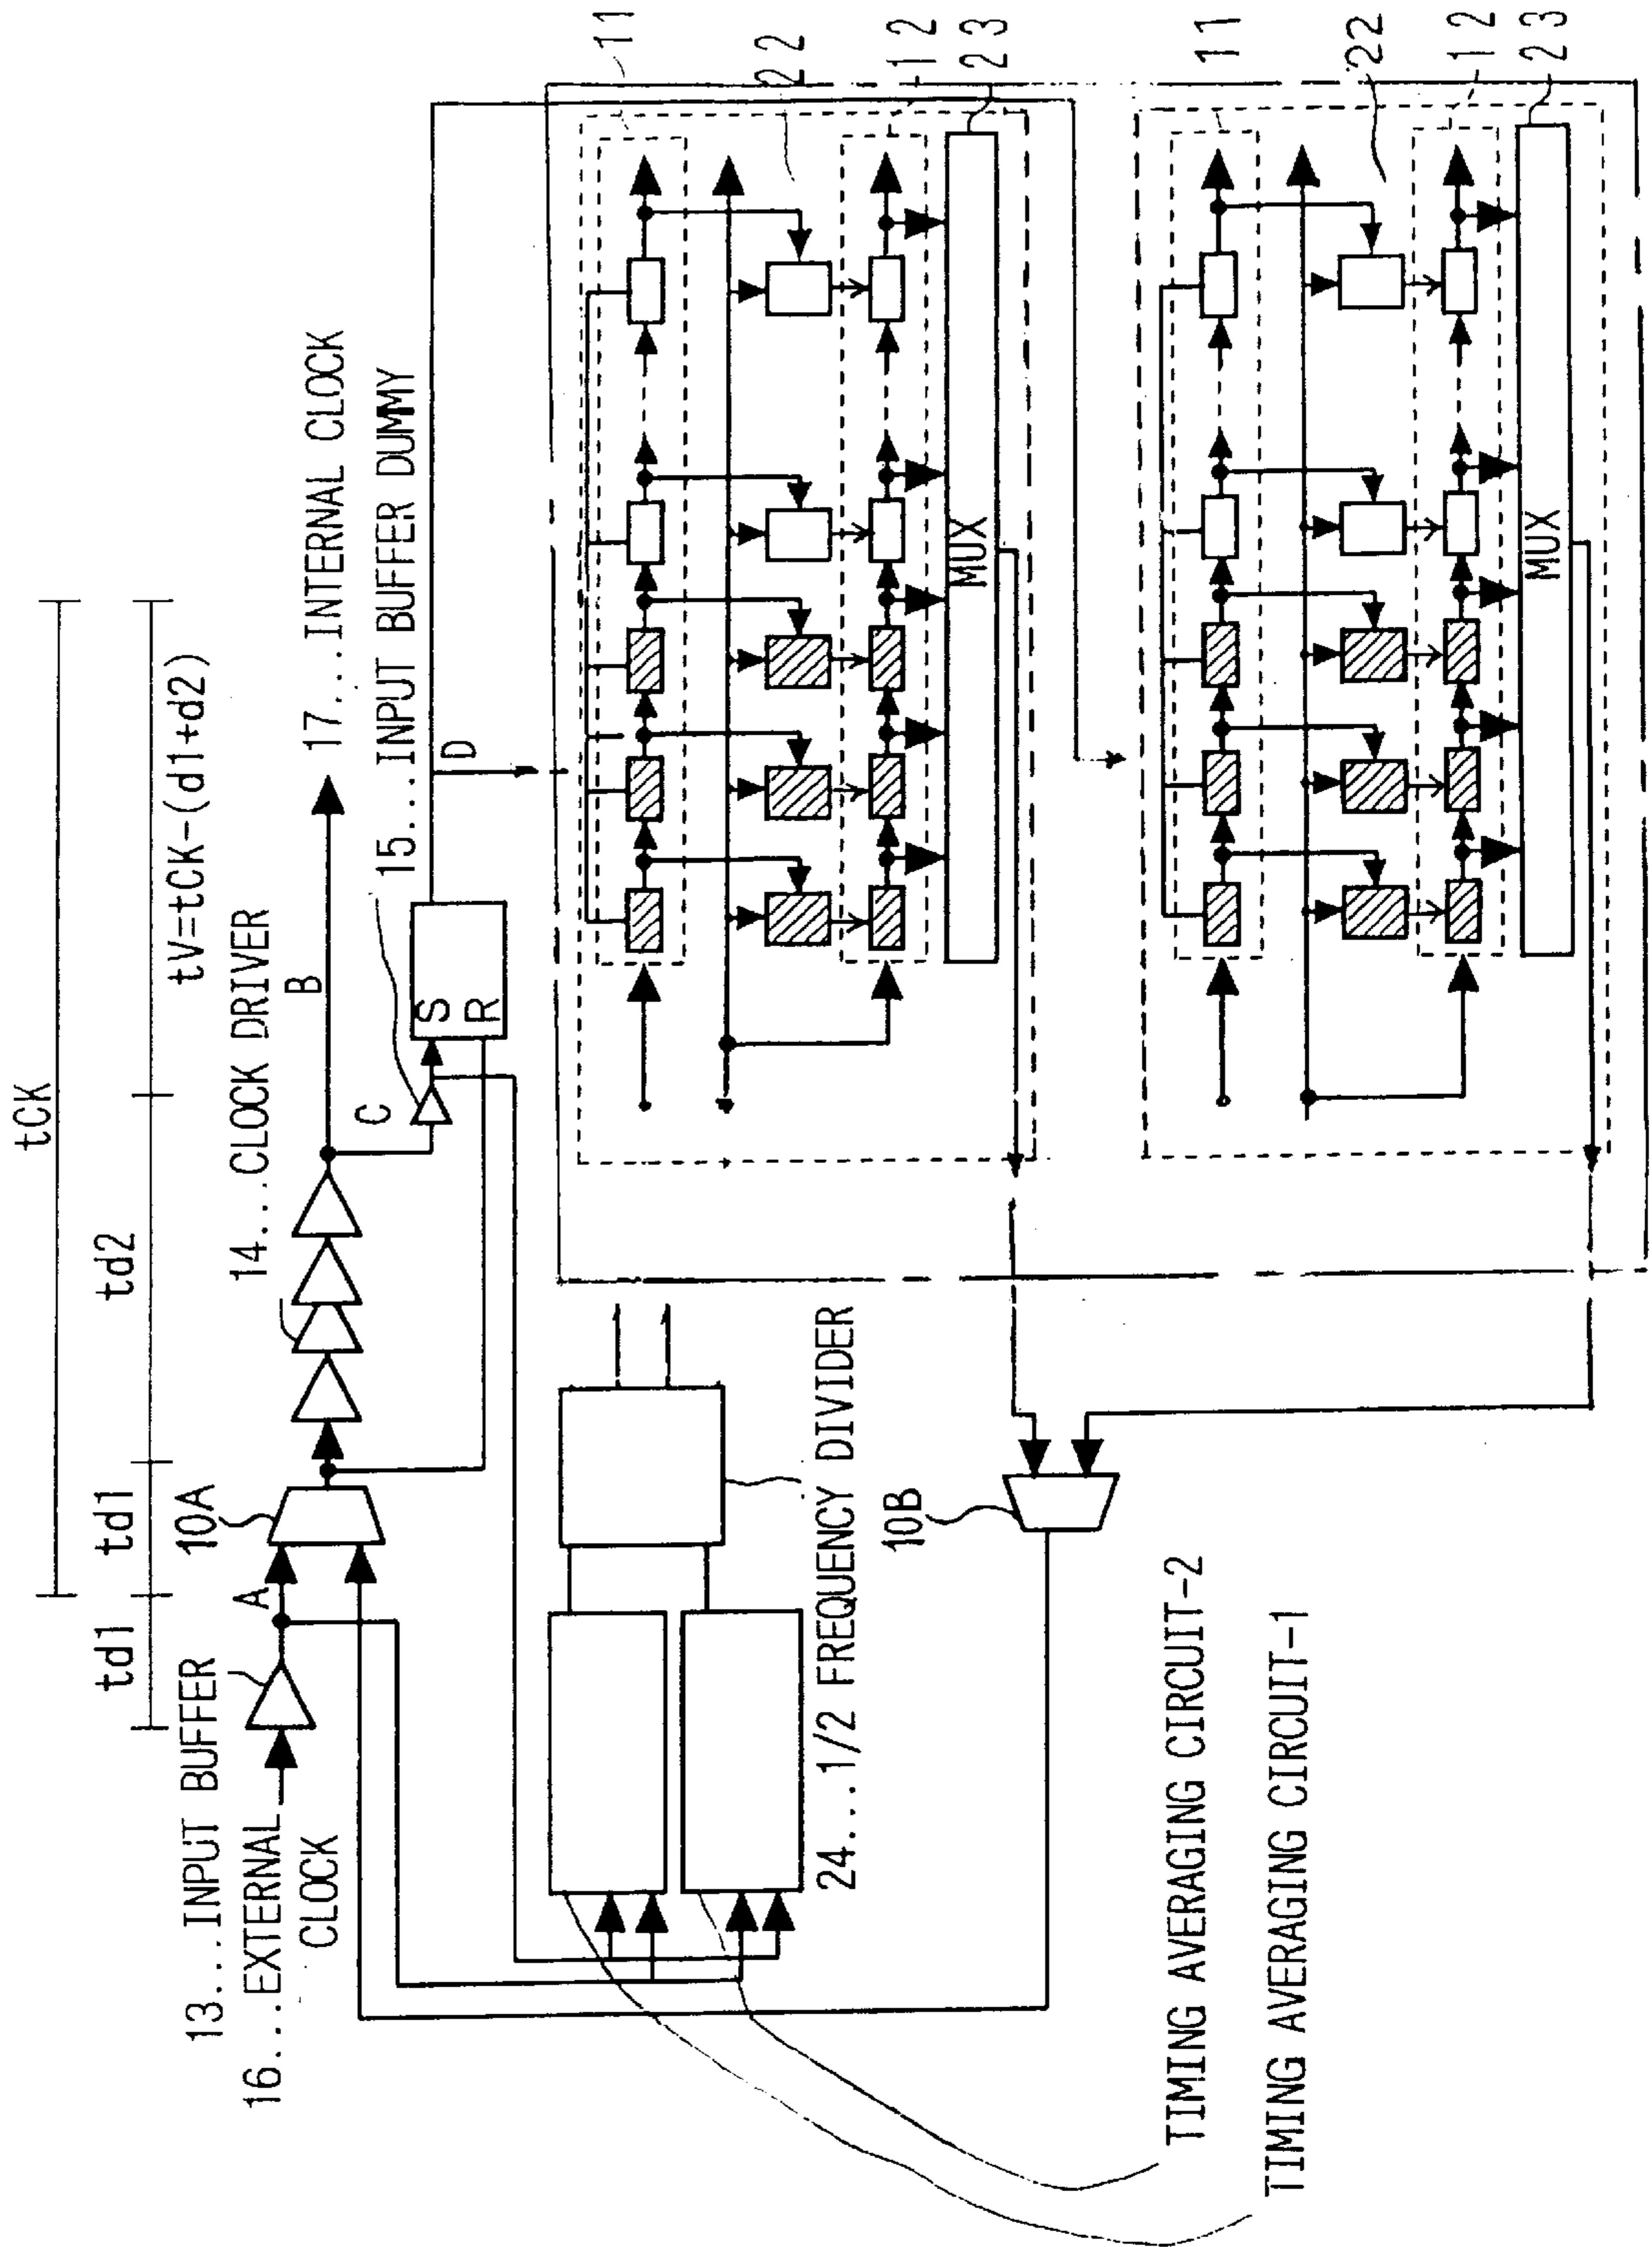 tCK
td1
td1
td2
tV=tCK-(d1+d2)
13...INPUT BUFFER
10A
14...CLOCK DRIVER
16...EXTERNAL
CLOCK
A
B
17...INTERNAL CLOCK
C
15...INPUT BUFFER DUMMY
S
R
D
11
22
12
23
MUX
24...1/2 FREQUENCY DIVIDER
10B
11
22
12
23
MUX
TIMING AVERAGING CIRCUIT-2
TIMING AVERAGING CIRCUIT-1